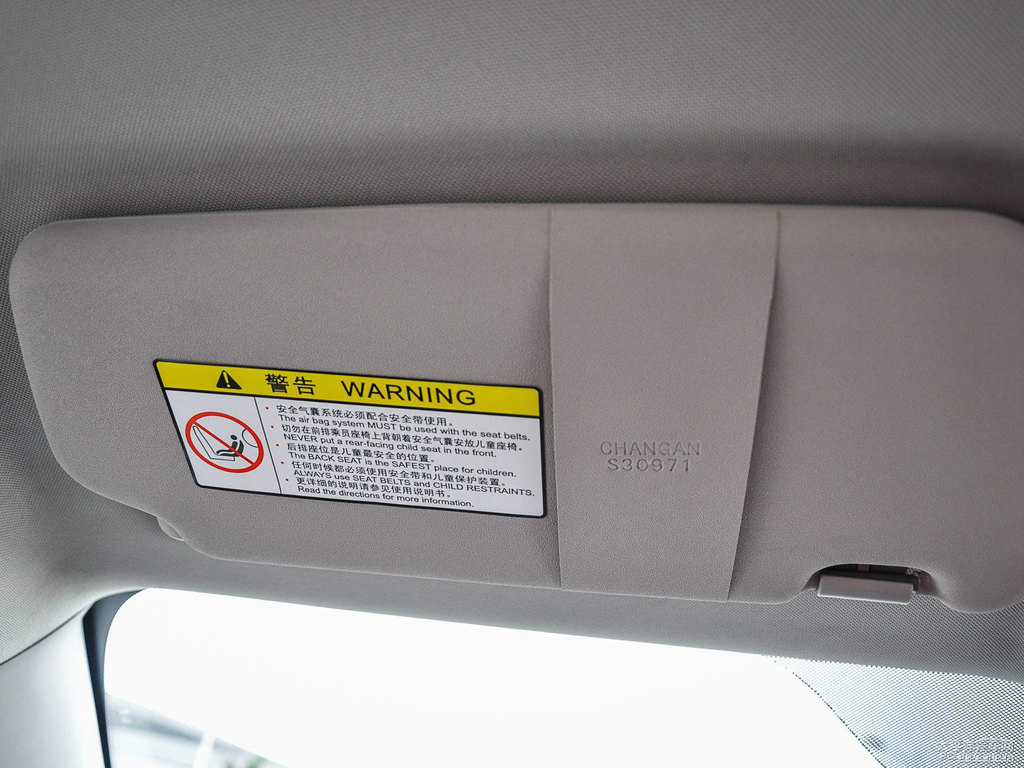 警告 WARNING
• 安全气囊系统必须配合安全带使用。
The air bag system MUST be used with the seat belts.
• 切勿在前排乘员座椅上背朝着安全气囊安放儿童座椅。
NEVER put a rear-facing child seat in the front.
• 后排座位是儿童最安全的位置。
The BACK SEAT is the SAFEST place for children.
• 任何时候都必须使用安全带和儿童保护装置。
ALWAYS use SEAT BELTS and CHILD RESTRAINTS.
• 更详细的说明请参见使用说明书。
Read the directions for more information.
CHANGAN
S30971